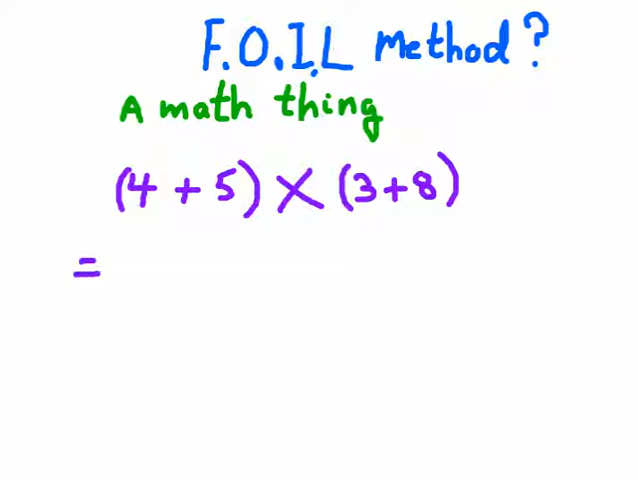 F.O.I.L Method?
A math thing
(4 + 5) × (3+8)
=